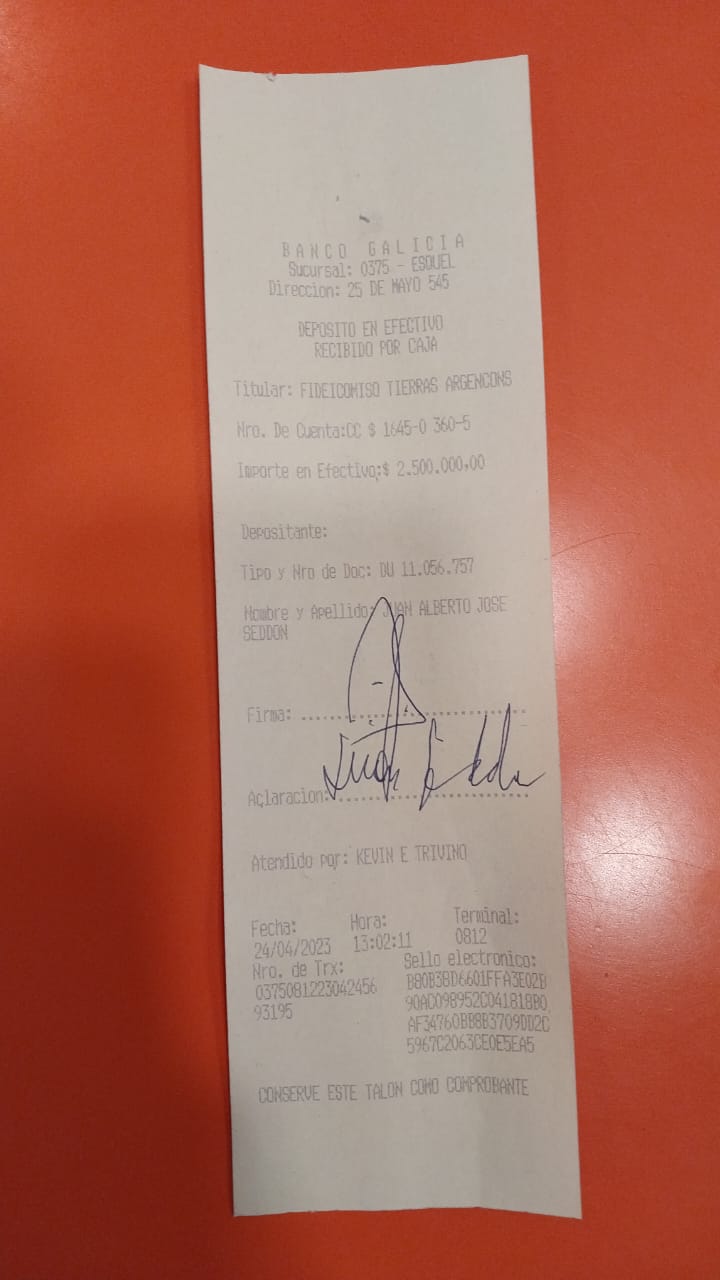 BANCO GALICIA
Sucursal: 0375 - ESQUEL
Direccion: 25 DE MAYO 545
DEPOSITO EN EFECTIVO
RECIBIDO POR CAJA
Titular: FIDEICOMISO TIERRAS ARGENCONS
Nro. De Cuenta:CC $ 1645-0 360-5
Importe en Efectivo:$ 2.500.000,00
Depositante:
Tipo y Nro de Doc: DU 11.056.757
Nombre y Apellido: JUAN ALBERTO JOSE
SEDDON
Firma:
Juan Seddon
Aclaracion:
Atendido por: KEVIN E TRIVINO
Fecha: Hora: Terminal:
24/04/2023 13:02:11 0812
Nro. de Trx: Sello electronico:
0375081223042456 B80B38D6601FFA3E02B
93195 90AC098952C041818B0
AF34760BB8B3709DD2C
5967C2063CE0E5EA5
CONSERVE ESTE TALON COMO COMPROBANTE